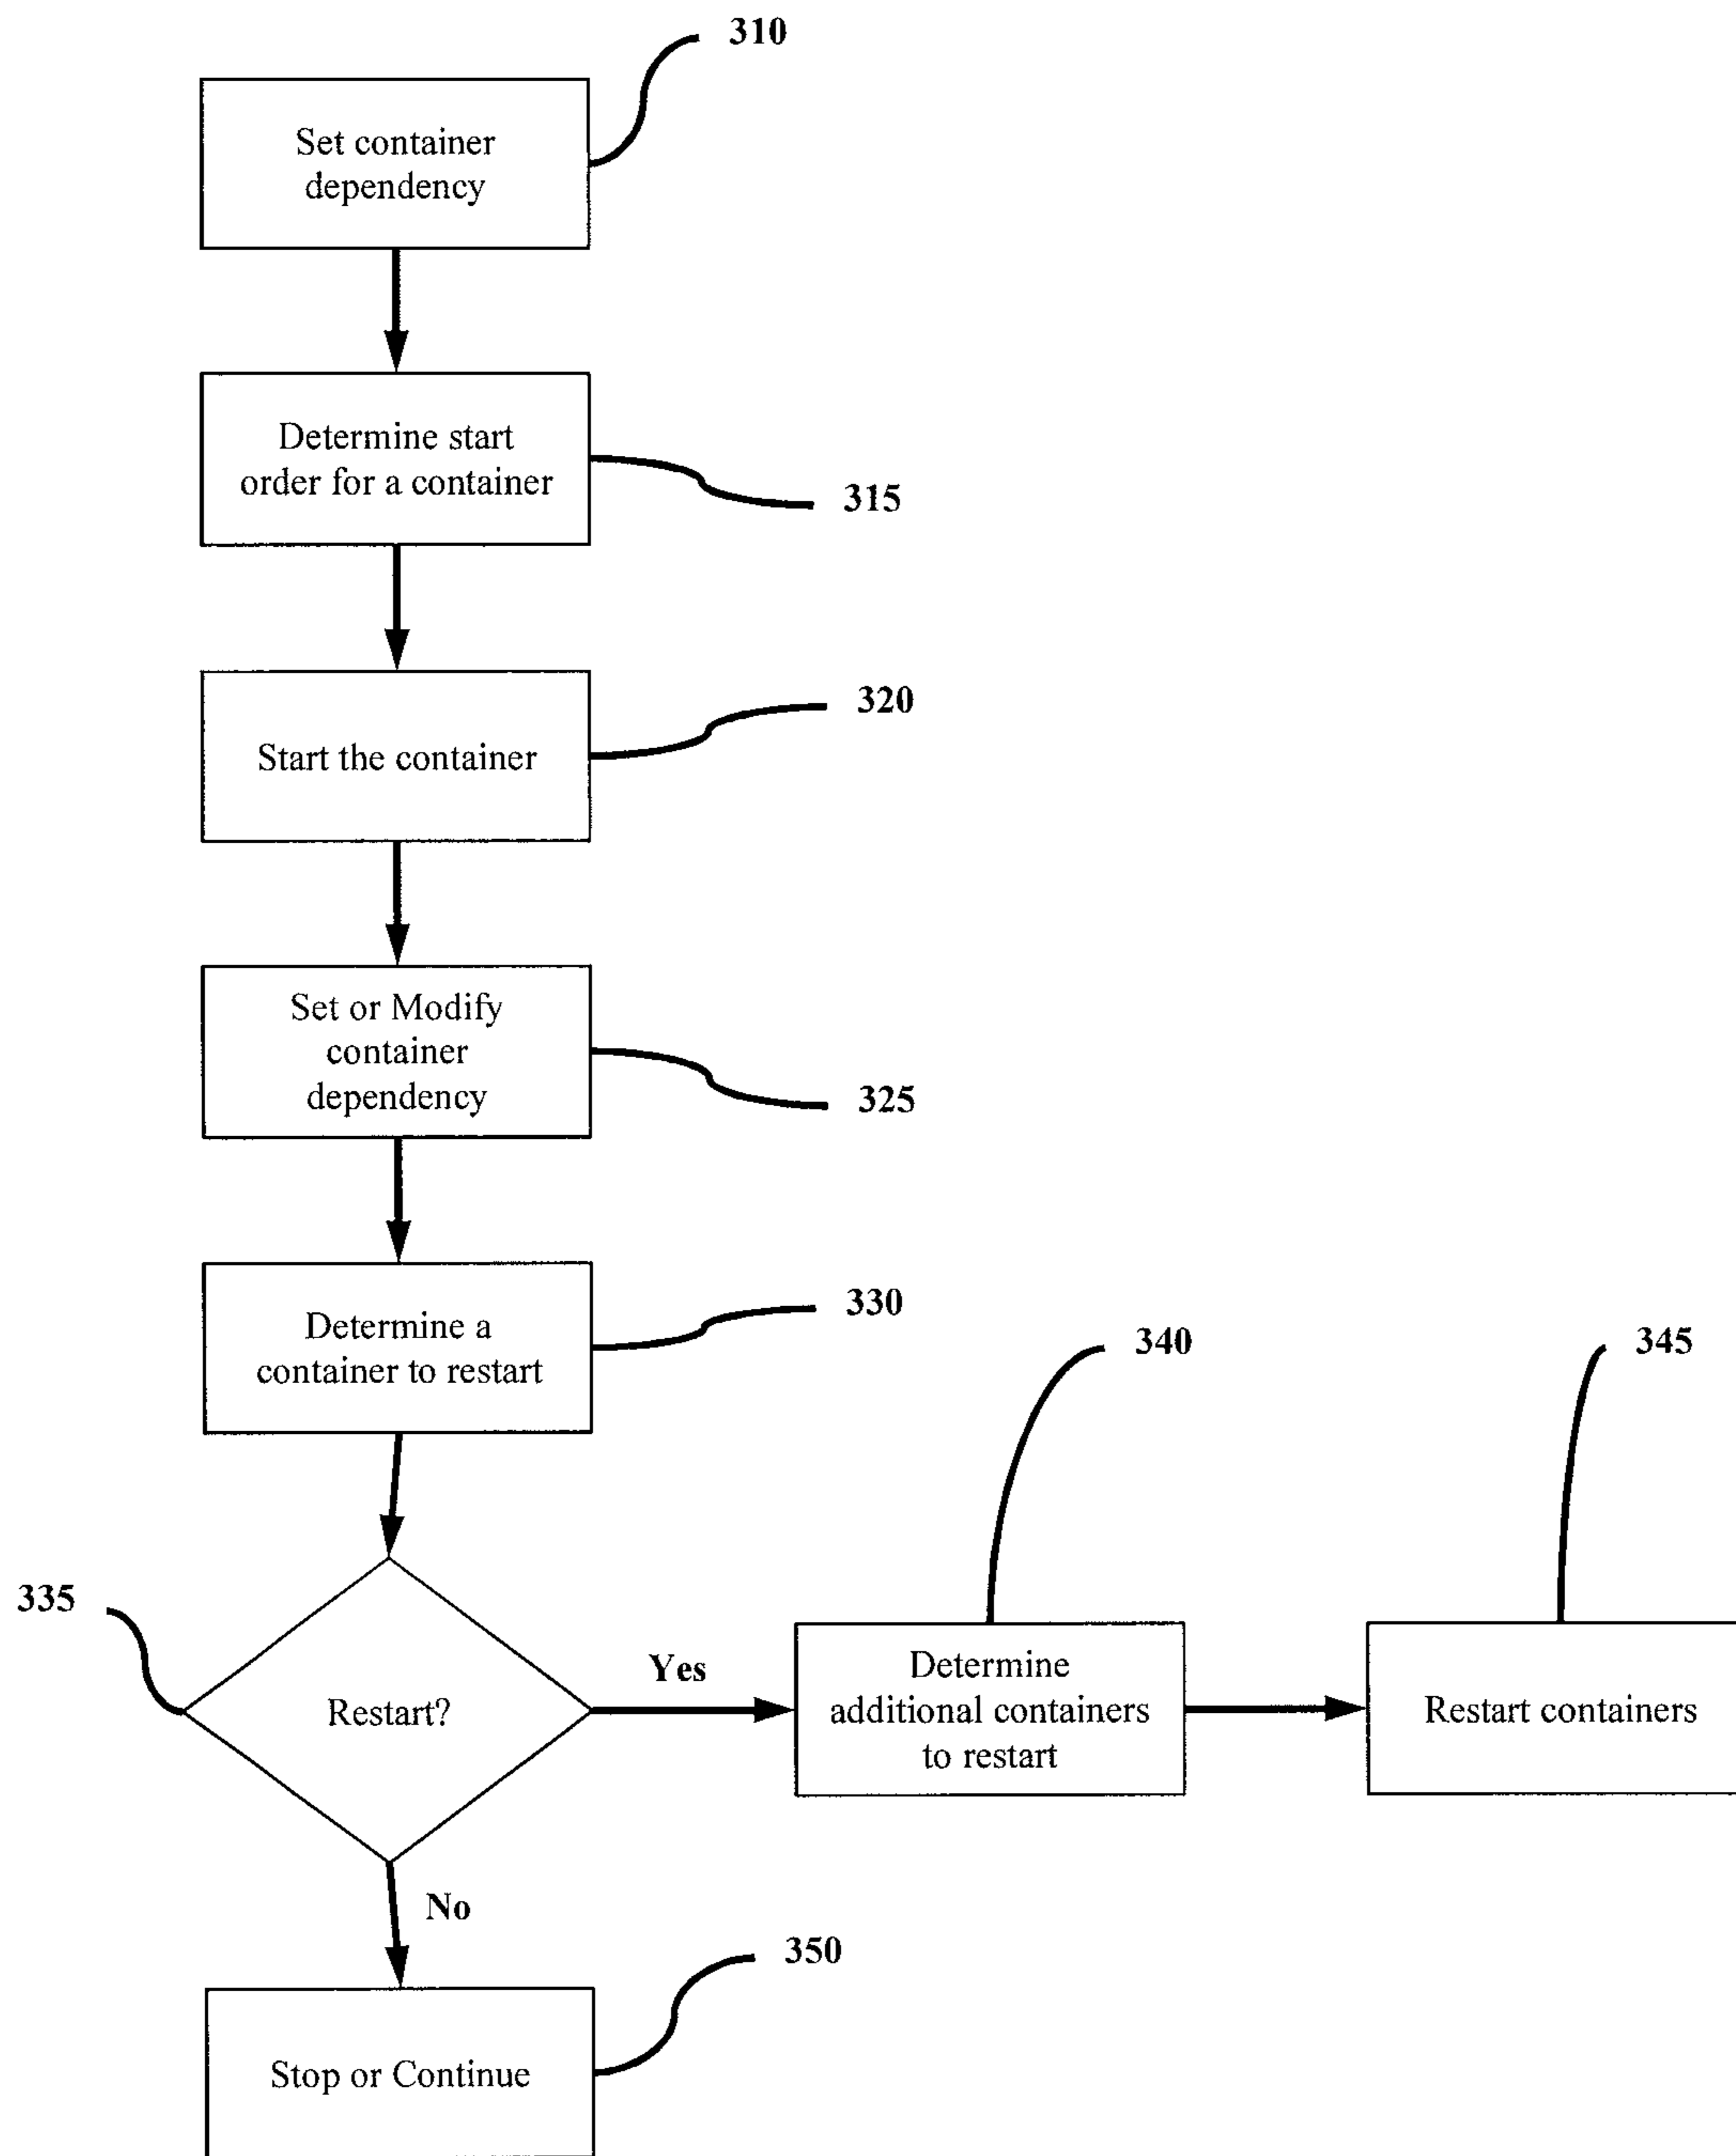 310
Set container
dependency
Determine start
order for a container
315
320
Start the container
Set or Modify
container
dependency
325
330
Determine a
container to restart
340
345
335
Restart?
Yes
Determine
additional containers
to restart
Restart containers
No
350
Stop or Continue